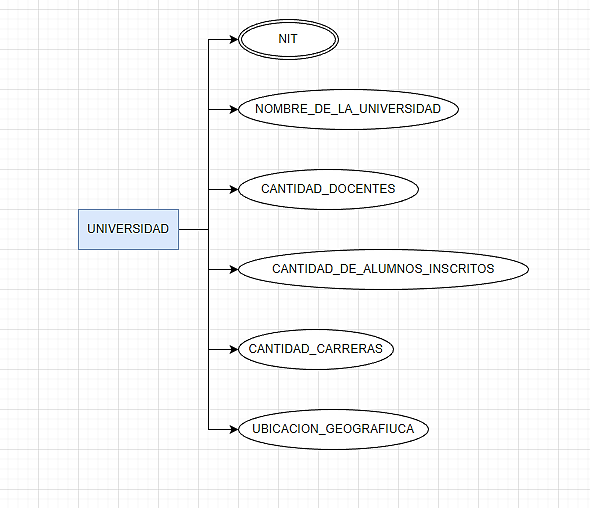 NIT
NOMBRE_DE_LA_UNIVERSIDAD
CANTIDAD_DOCENTES
UNIVERSIDAD
CANTIDAD_DE_ALUMNOS_INSCRITOS
CANTIDAD_CARRERAS
UBICACION_GEOGRAFIUCA